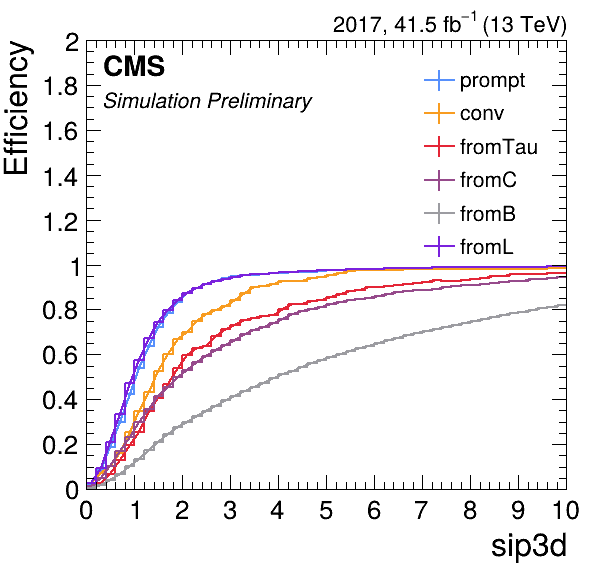 2017, 41.5 fb⁻¹ (13 TeV)
CMS
Simulation Preliminary
prompt
conv
fromTau
fromC
fromB
fromL
Efficiency
2
1.8
1.6
1.4
1.2
1
0.8
0.6
0.4
0.2
0
0 1 2 3 4 5 6 7 8 9 10
sip3d